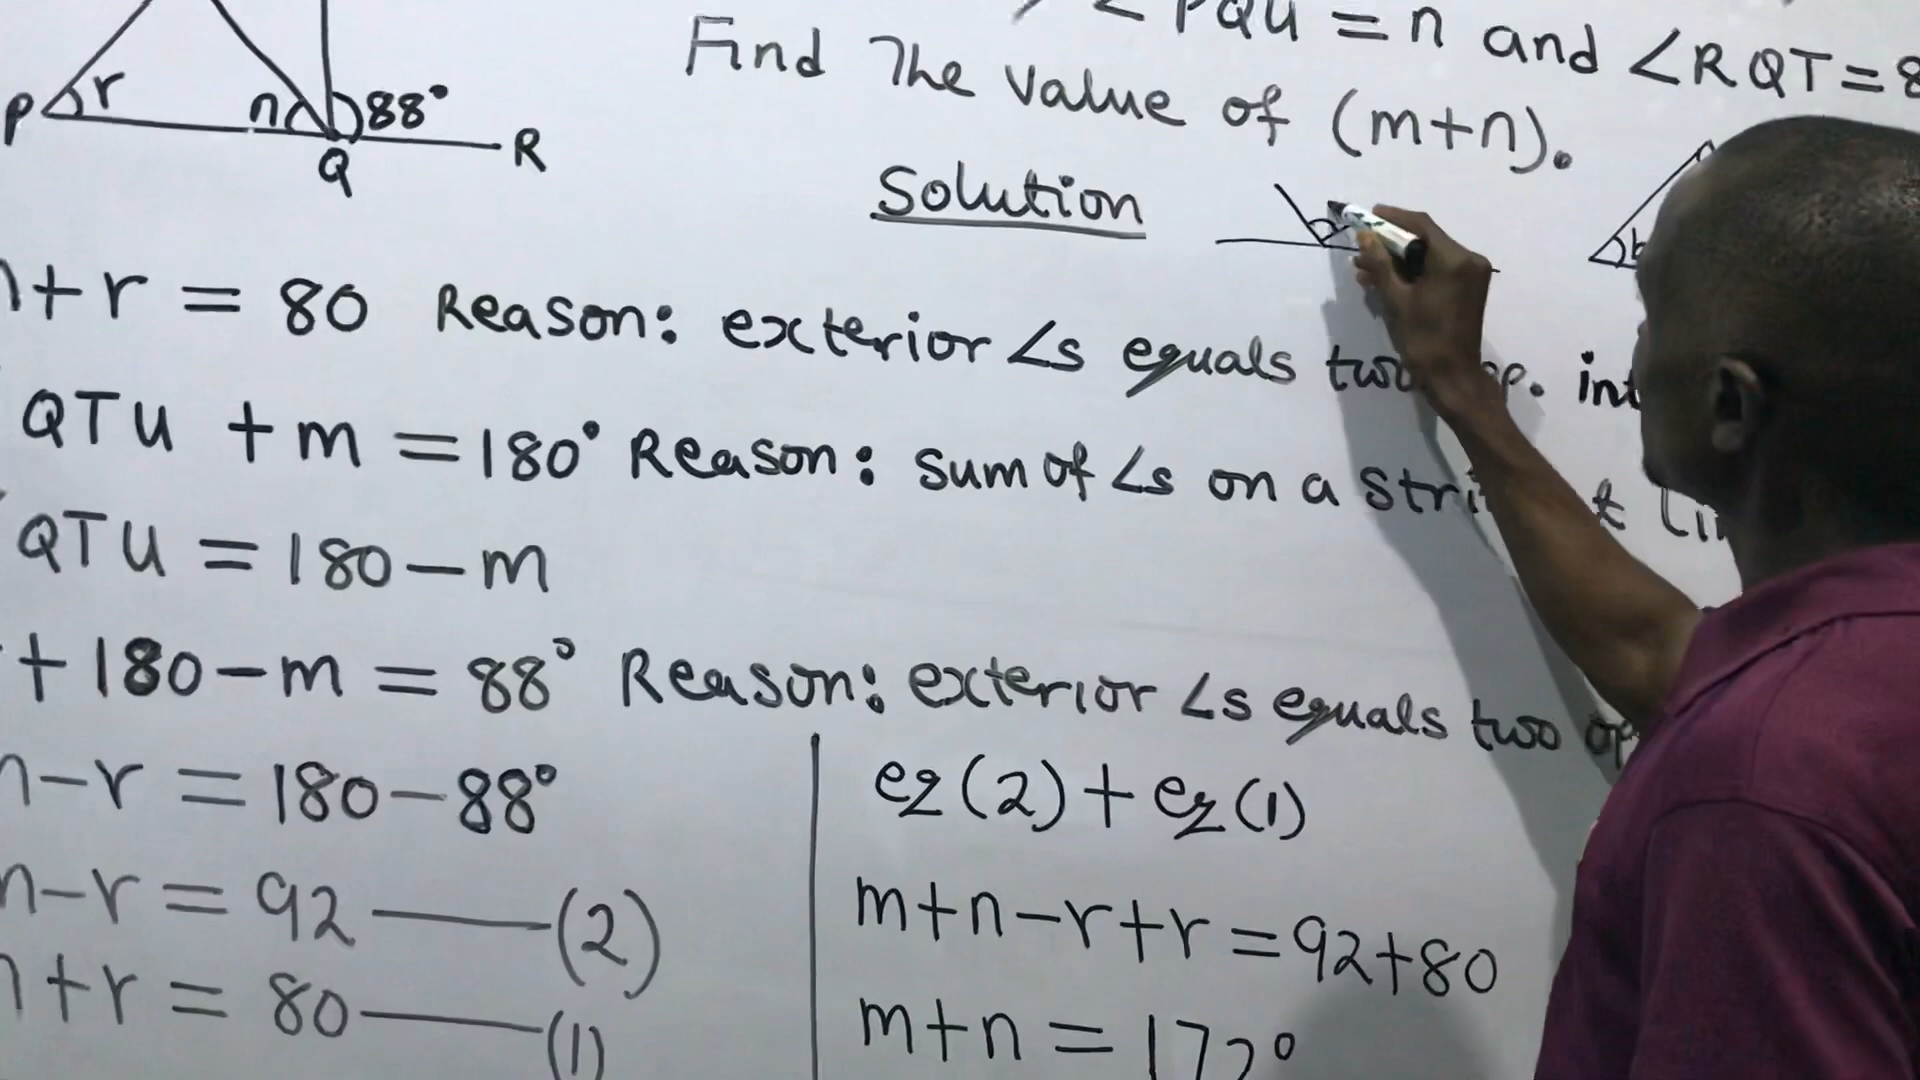 PQU = n and ∠RQT = 8
Find The value of (m+n).
P r n 88° R
Q
Solution
b
+ r = 80 Reason: exterior ∠s equals two
QTU + m = 180° Reason: sum of ∠s on a
QTU = 180 - m
+ 180 - m = 88° Reason: exterior ∠s equals two
- r = 180 - 88°
- r = 92 (2)
+ r = 80 (1)
eq (2) + eq (1)
m+n-r+r = 92+80
m+n = 172°